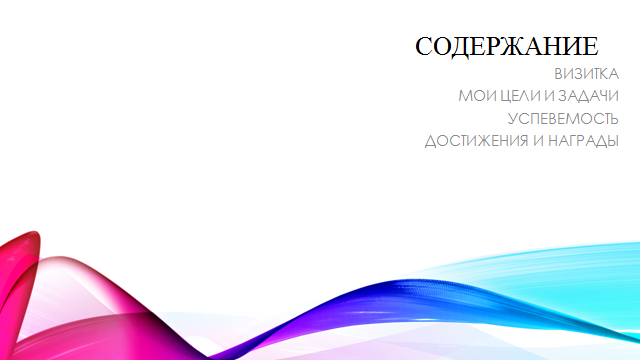 СОДЕРЖАНИЕ
ВИЗИТКА
МОИ ЦЕЛИ И ЗАДАЧИ
УСПЕВЕМОСТЬ
ДОСТИЖЕНИЯ И НАГРАДЫ